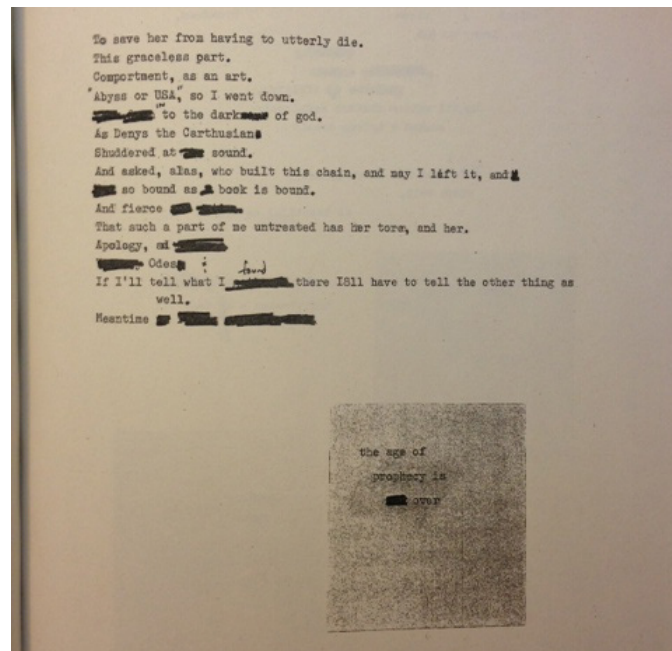 To save her from having to utterly die.
This graceless part.
Comportment, as an art.
"Abyss or USA," so I went down.
to the dark of god.
As Denys the Carthusian
Shuddered at sound.
And asked, alas, who built this chain, and may I left it, and
so bound as book is bound.
And fierce
That such a part of me untreated has her torn, and her.
Apology,
Odes :
found
If I'll tell what I there I8ll have to tell the other thing as
well.
Meantime
the age of
prophecy is
over